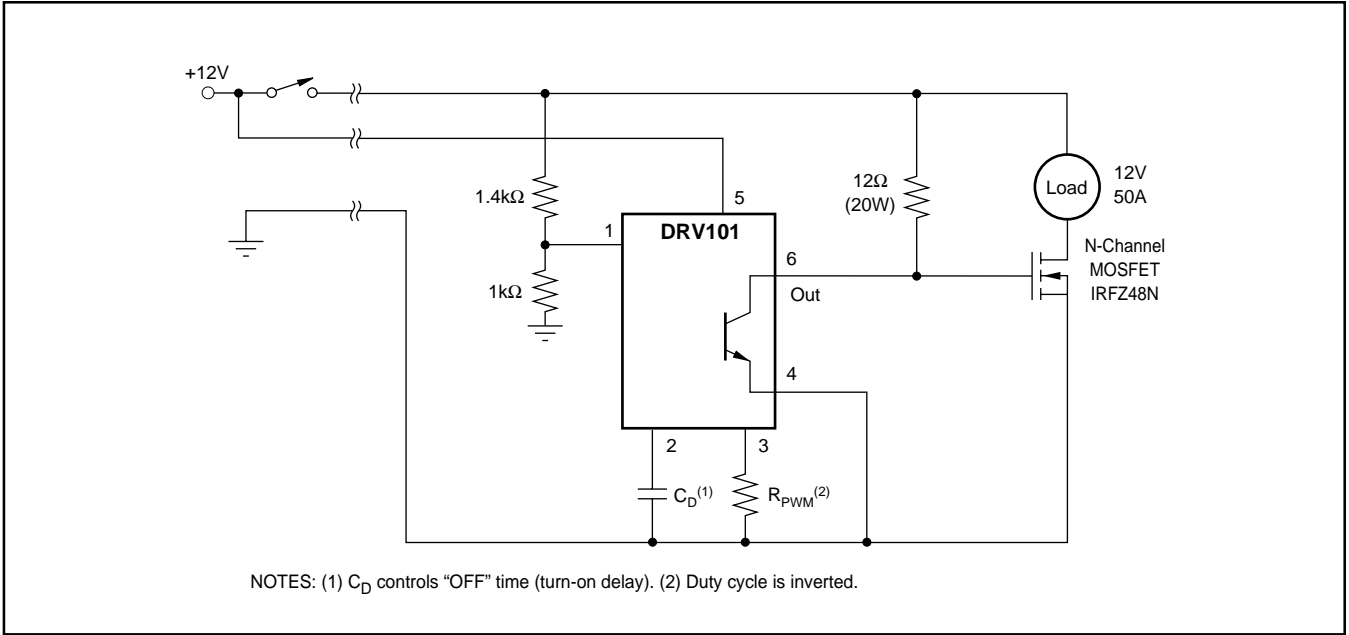 +12V
1.4kΩ
1kΩ
1
5
DRV101
6
Out
4
2
3
C_D(1)
R_PWM(2)
12Ω
(20W)
Load
12V
50A
N-Channel
MOSFET
IRFZ48N
NOTES: (1) C_D controls “OFF” time (turn-on delay). (2) Duty cycle is inverted.